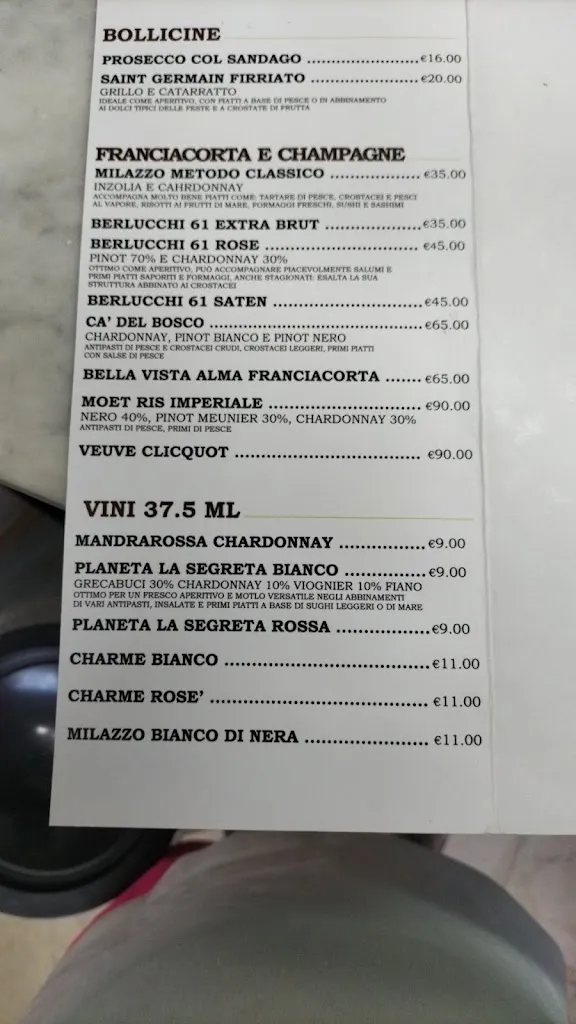 BOLLICINE
PROSECCO COL SANDAGO ........................€16.00
SAINT GERMAIN FIRRIATO .......................€20.00
GRILLO E CATARRATTO
IDEALE COME APERITIVO, CON PIATTI A BASE DI PESCE O IN ABBINAMENTO
AI DOLCI TIPICI DELLE FESTE E A CROSTATE DI FRUTTA
FRANCIACORTA E CHAMPAGNE
MILAZZO METODO CLASSICO ..................... €35.00
INZOLIA E CAHRDONNAY
ACCOMPAGNA MOLTO BENE PIATTI COME: TARTARE DI PESCE, CROSTACEI E PESCI
AL VAPORE, RISOTTI AI FRUTTI DI MARE, FORMAGGI FRESCHI, SUSHI E SASHIMI
BERLUCCHI 61 EXTRA BRUT ....................€35.00
BERLUCCHI 61 ROSE ................................ €45.00
PINOT 70% E CHARDONNAY 30%
OTTIMO COME APERITIVO, PUÒ ACCOMPAGNARE PIACEVOLMENTE SALUMI E
PRIMI PIATTI SAPORITI E FORMAGGI, ANCHE STAGIONATI: ESALTA LA SUA
STRUTTURA ABBINATO AI CROSTACEI
BERLUCCHI 61 SATEN ...............................€45.00
CA' DEL BOSCO ............................................€65.00
CHARDONNAY, PINOT BIANCO E PINOT NERO
ANTIPASTI DI PESCE E CROSTACEI CRUDI, CROSTACEI LEGGERI, PRIMI PIATTI
CON SALSE DI PESCE
BELLA VISTA ALMA FRANCIACORTA ....... €65.00
MOET RIS IMPERIALE ................................ €90.00
NERO 40%, PINOT MEUNIER 30%, CHARDONNAY 30%
ANTIPASTI DI PESCE, PRIMI DI PESCE
VEUVE CLICQUOT ...................................... €90.00
VINI 37.5 ML
MANDRAROSSA CHARDONNAY ..................€9.00
PLANETA LA SEGRETA BIANCO .................€9.00
GRECABUCI 30% CHARDONNAY 10% VIOGNIER 10% FIANO
OTTIMO PER UN FRESCO APERITIVO E MOTLO VERSATILE NEGLI ABBINAMENTI
DI VARI ANTIPASTI, INSALATE E PRIMI PIATTI A BASE DI SUGHI LEGGERI O DI MARE
PLANETA LA SEGRETA ROSSA ...................€9.00
CHARME BIANCO ........................................€11.00
CHARME ROSE' ........................................... €11.00
MILAZZO BIANCO DI NERA ........................ €11.00